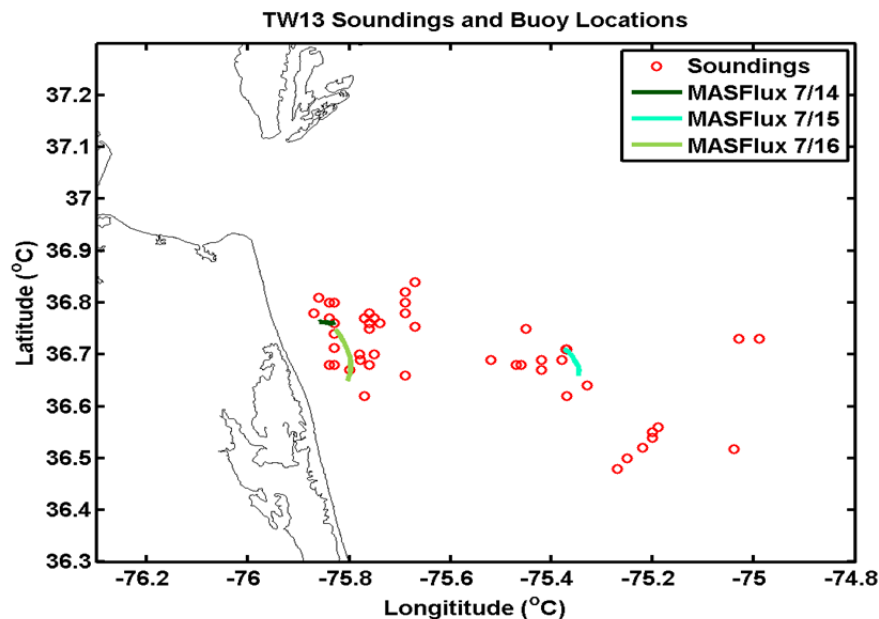 TW13 Soundings and Buoy Locations
Soundings
MASFlux 7/14
MASFlux 7/15
MASFlux 7/16
37.2
37.1
37
36.9
36.8
36.7
36.6
36.5
36.4
36.3
Latitude (°C)
-76.2 -76 -75.8 -75.6 -75.4 -75.2 -75 -74.8
Longititude (°C)